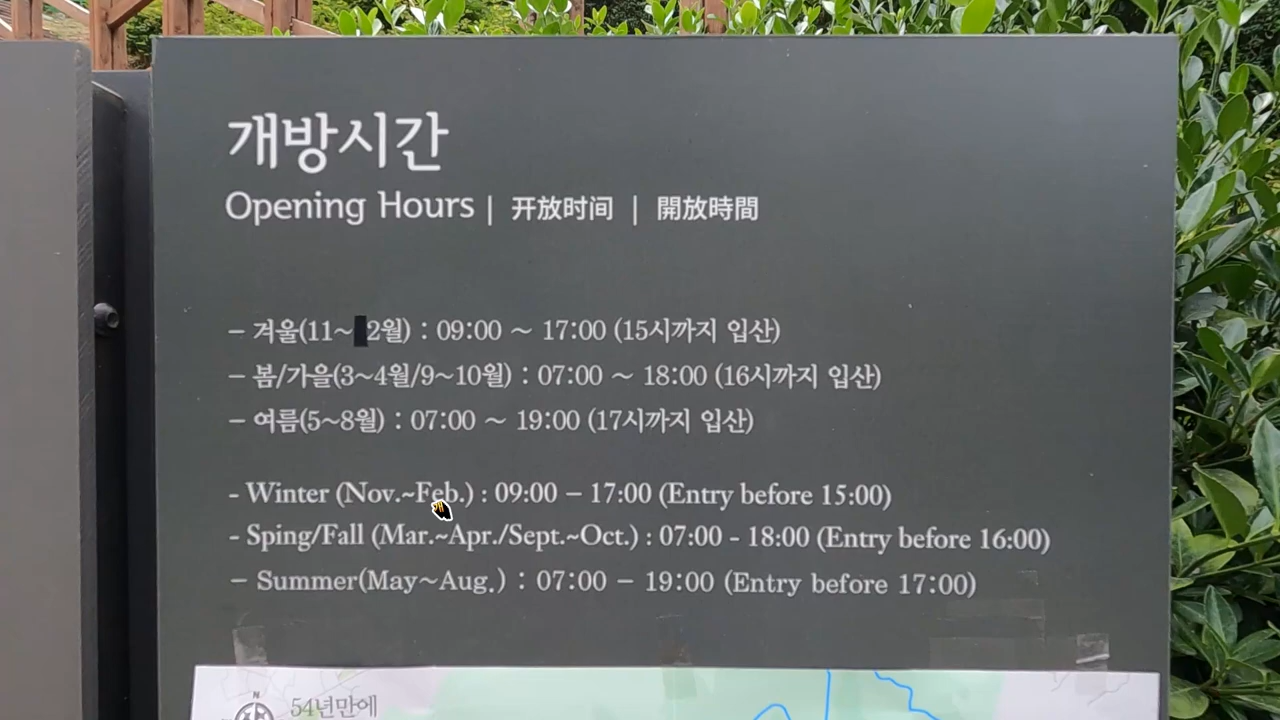 개방시간
Opening Hours | 开放时间 | 開放時間
– 겨울(11~ 2월) : 09:00 ~ 17:00 (15시까지 입산)
– 봄/가을(3~4월/9~10월) : 07:00 ~ 18:00 (16시까지 입산)
– 여름(5~8월) : 07:00 ~ 19:00 (17시까지 입산)
- Winter (Nov.~Feb.) : 09:00 – 17:00 (Entry before 15:00)
- Sping/Fall (Mar.~Apr./Sept.~Oct.) : 07:00 - 18:00 (Entry before 16:00)
– Summer(May~Aug.) : 07:00 – 19:00 (Entry before 17:00)
N
54년만에